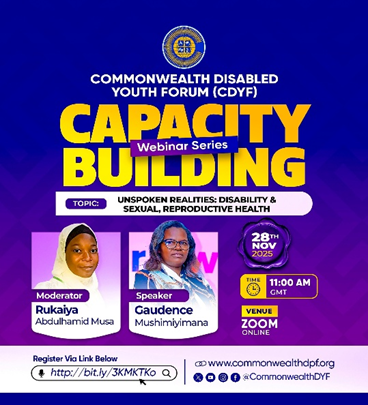 COMMONWEALTH DISABLED
YOUTH FORUM (CDYF)
CAPACITY
Webinar Series
BUILDING
TOPIC:
UNSPOKEN REALITIES: DISABILITY &
SEXUAL, REPRODUCTIVE HEALTH
Moderator
Rukaiya
Abdulhamid Musa
Speaker
Gaudence
Mushimiyimana
28TH
NOV
2025
TIME
11:00 AM
GMT
VENUE
ZOOM
ONLINE
Register Via Link Below
http://bit.ly/3KMKTKo
www.commonwealthdpf.org
@CommonwealthDYF